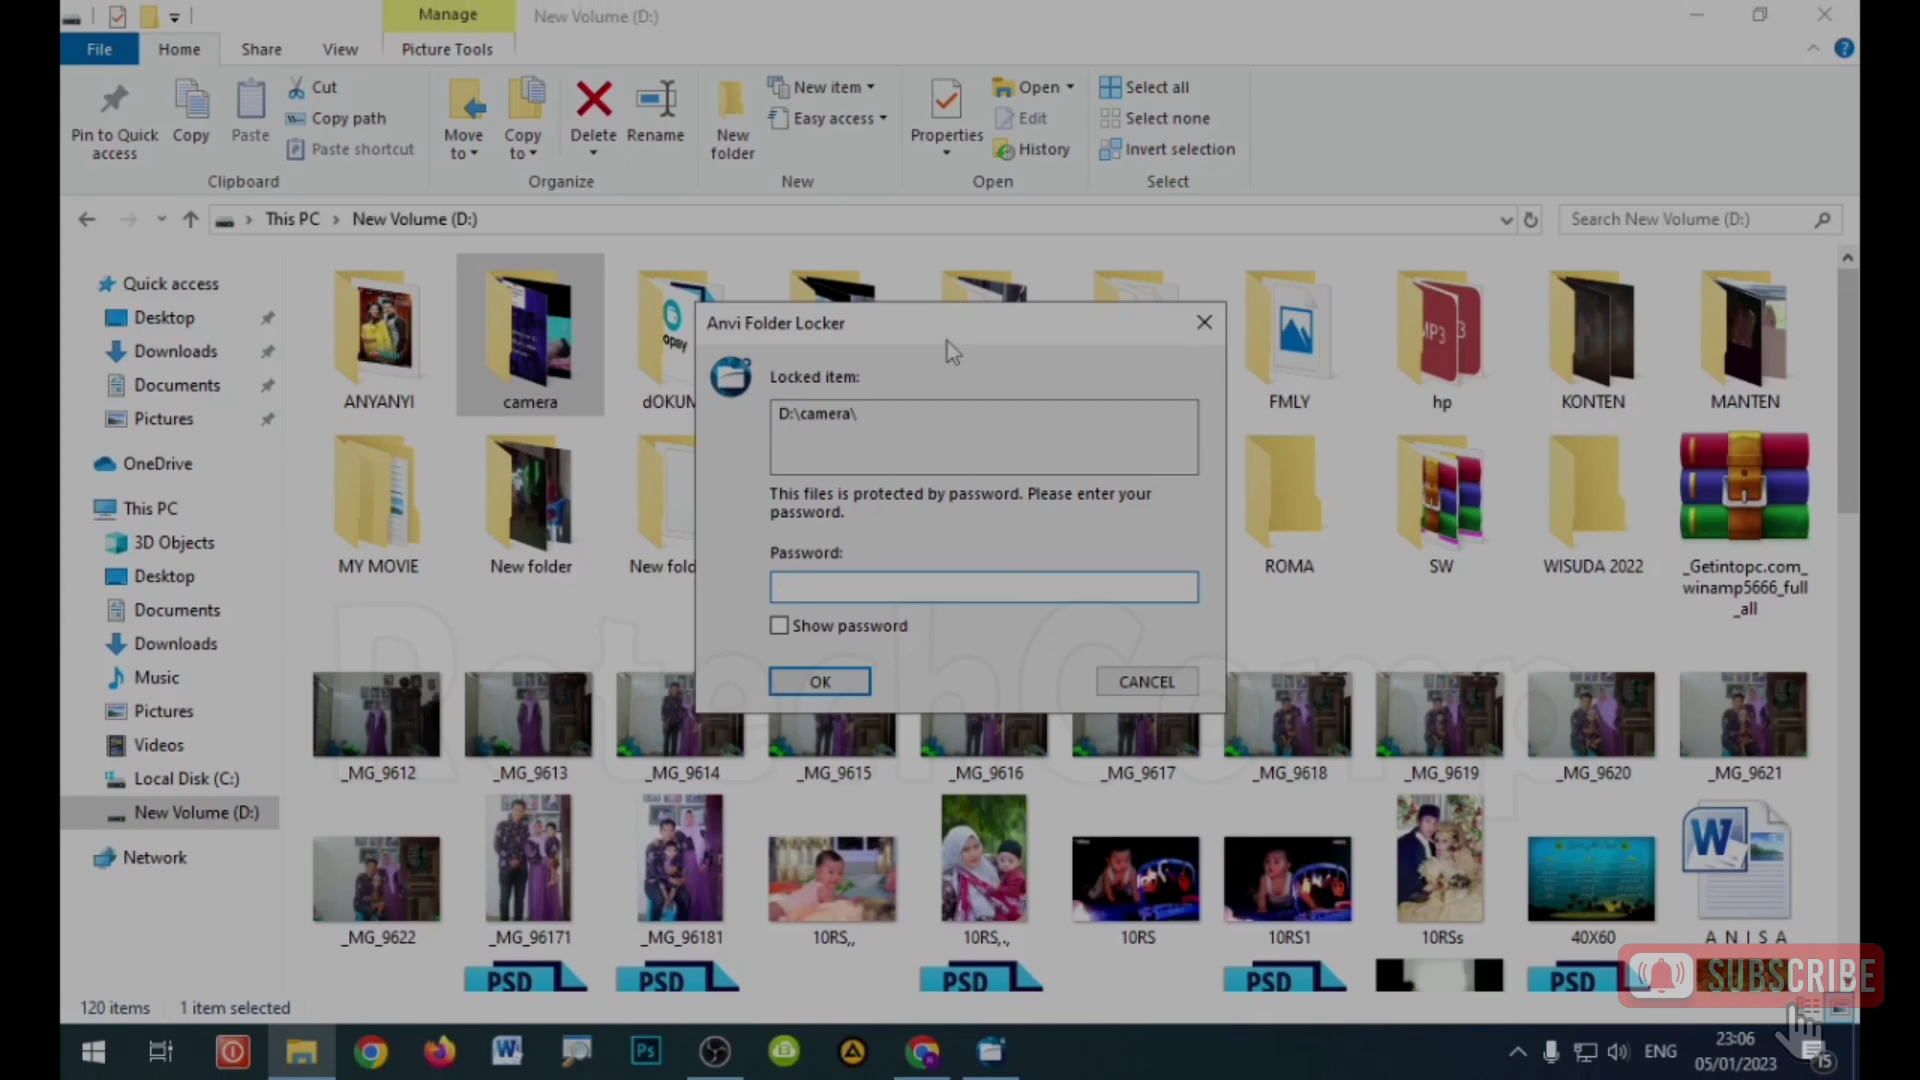 Manage
New Volume (D:)
File
Home
Share
View
Picture Tools
Pin to Quick
access
Copy
Paste
Cut
Copy path
Paste shortcut
Clipboard
Move
to
Copy
to
Delete
Rename
Organize
New
folder
New item
Easy access
New
Properties
Open
Edit
History
Open
Select all
Select none
Invert selection
Select
This PC
New Volume (D:)
Search New Volume (D:)
Quick access
Desktop
Downloads
Documents
Pictures
OneDrive
This PC
3D Objects
Desktop
Documents
Downloads
Music
Pictures
Videos
Local Disk (C:)
New Volume (D:)
Network
ANYANYI
camera
dOKUM
FMLY
hp
KONTEN
MANTEN
MY MOVIE
New folder
New fold
ROMA
SW
WISUDA 2022
_Getintopc.com_
winamp5666_full
_all
Anvi Folder Locker
Locked item:
D:\camera\
This files is protected by password. Please enter your
password.
Password:
Show password
OK
CANCEL
RotechComp
_MG_9612
_MG_9613
_MG_9614
_MG_9615
_MG_9616
_MG_9617
_MG_9618
_MG_9619
_MG_9620
_MG_9621
_MG_9622
_MG_96171
_MG_96181
10RS,,
10RS,.,
10RS
10RS1
10RSs
40X60
A N I S A
PSD
PSD
PSD
PSD
PSD
SUBSCRIBE
120 items
1 item selected
ENG
23:06
05/01/2023
15